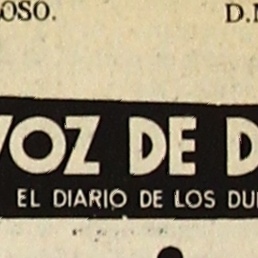 OSO. D.
VOZ DE D
EL DIARIO DE LOS DU